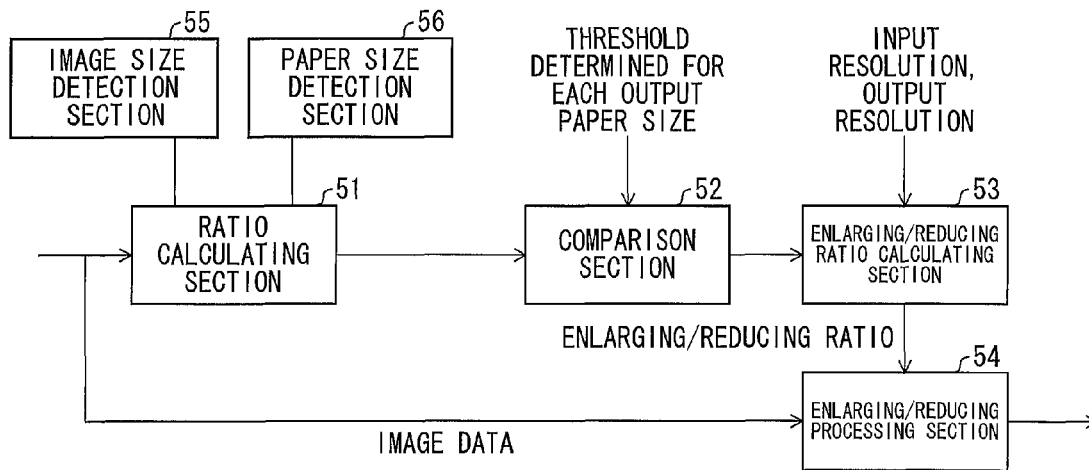 55
IMAGE SIZE
DETECTION
SECTION
56
PAPER SIZE
DETECTION
SECTION
THRESHOLD
DETERMINED FOR
EACH OUTPUT
PAPER SIZE
INPUT
RESOLUTION,
OUTPUT
RESOLUTION
51
RATIO
CALCULATING
SECTION
52
COMPARISON
SECTION
53
ENLARGING/REDUCING
RATIO CALCULATING
SECTION
ENLARGING/REDUCING RATIO
54
ENLARGING/REDUCING
PROCESSING SECTION
IMAGE DATA